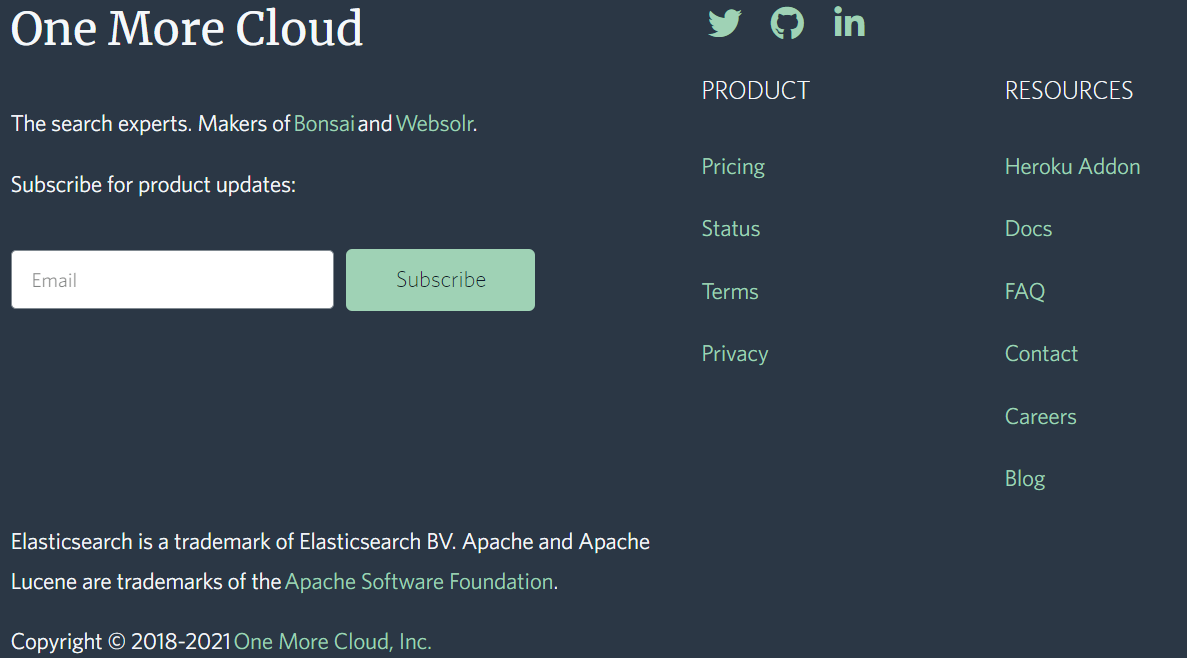 One More Cloud
The search experts. Makers of Bonsai and Websolr.
Subscribe for product updates:
Email
Subscribe
in
PRODUCT
Pricing
Status
Terms
Privacy
RESOURCES
Heroku Addon
Docs
FAQ
Contact
Careers
Blog
Elasticsearch is a trademark of Elasticsearch BV. Apache and Apache
Lucene are trademarks of the Apache Software Foundation.
Copyright © 2018-2021 One More Cloud, Inc.